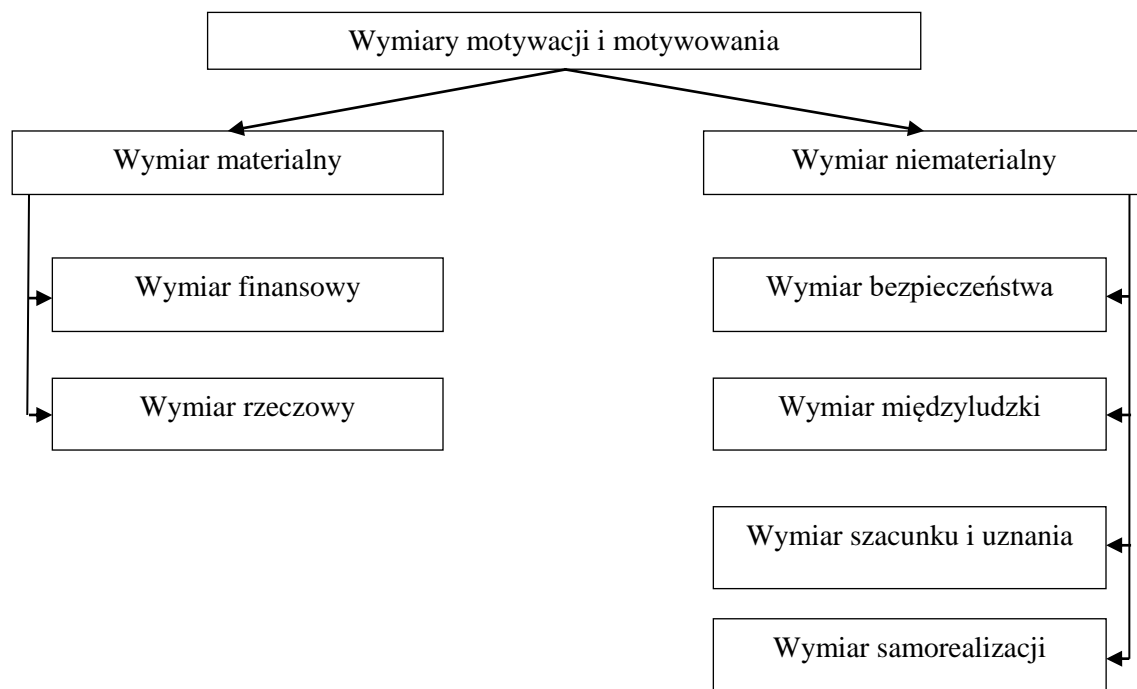 Wymiary motywacji i motywowania
Wymiar materialny
Wymiar niematerialny
Wymiar finansowy
Wymiar bezpieczeństwa
Wymiar rzeczowy
Wymiar międzyludzki
Wymiar szacunku i uznania
Wymiar samorealizacji